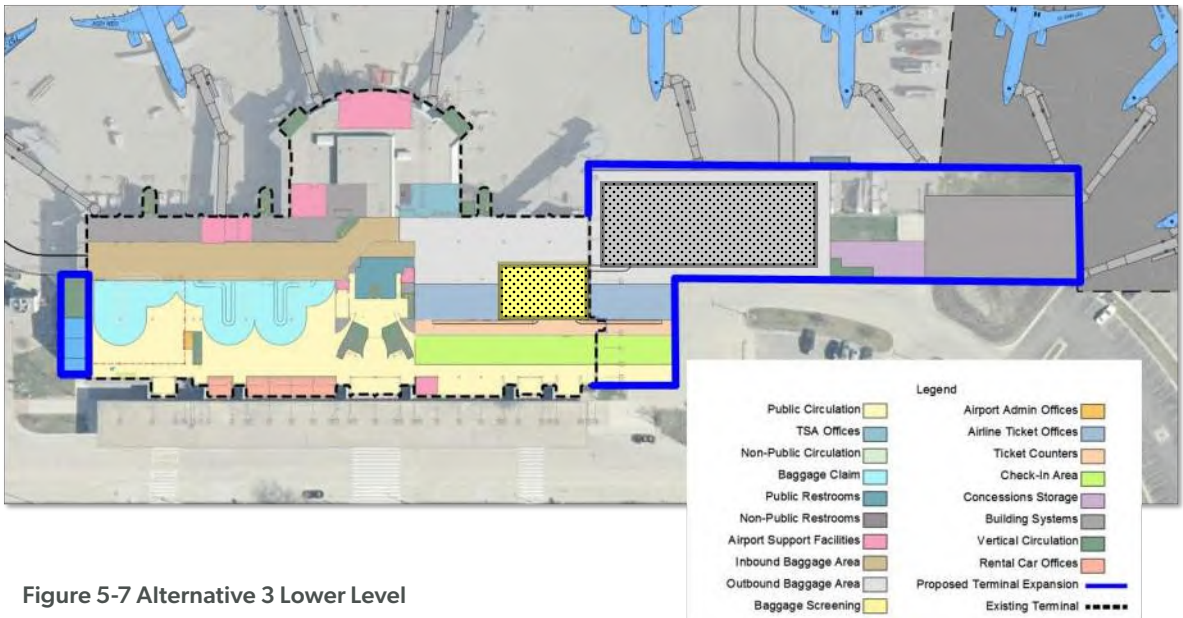 Legend
Public Circulation
TSA Offices
Non-Public Circulation
Baggage Claim
Public Restrooms
Non-Public Restrooms
Airport Support Facilities
Inbound Baggage Area
Outbound Baggage Area
Baggage Screening
Airport Admin Offices
Airline Ticket Offices
Ticket Counters
Check-In Area
Concessions Storage
Building Systems
Vertical Circulation
Rental Car Offices
Proposed Terminal Expansion
Existing Terminal
Figure 5-7 Alternative 3 Lower Level